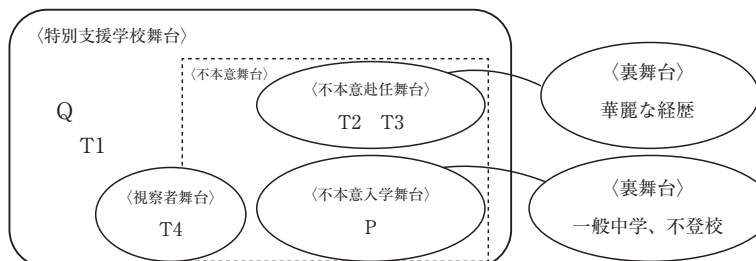 〈特別支援学校舞台〉
〈不本意舞台〉
〈不本意赴任舞台〉
T2 T3
〈裏舞台〉
華麗な経歴
Q
T1
〈視察者舞台〉
T4
〈不本意入学舞台〉
P
〈裏舞台〉
一般中学、不登校